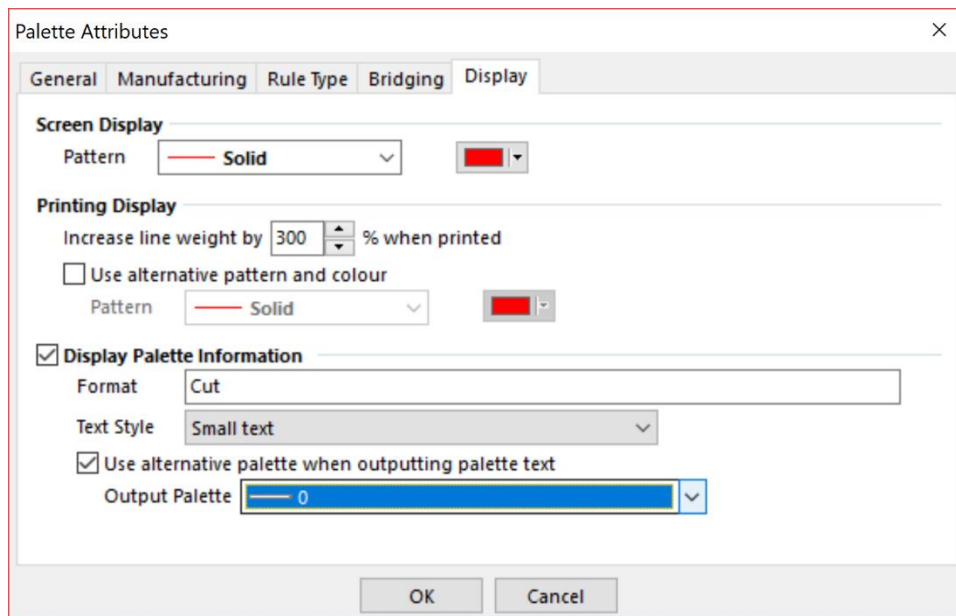 Palette Attributes
General Manufacturing Rule Type Bridging Display
Screen Display
Pattern Solid
Printing Display
Increase line weight by 300 % when printed
Use alternative pattern and colour
Pattern Solid
Display Palette Information
Format Cut
Text Style Small text
Use alternative palette when outputting palette text
Output Palette 0
OK Cancel